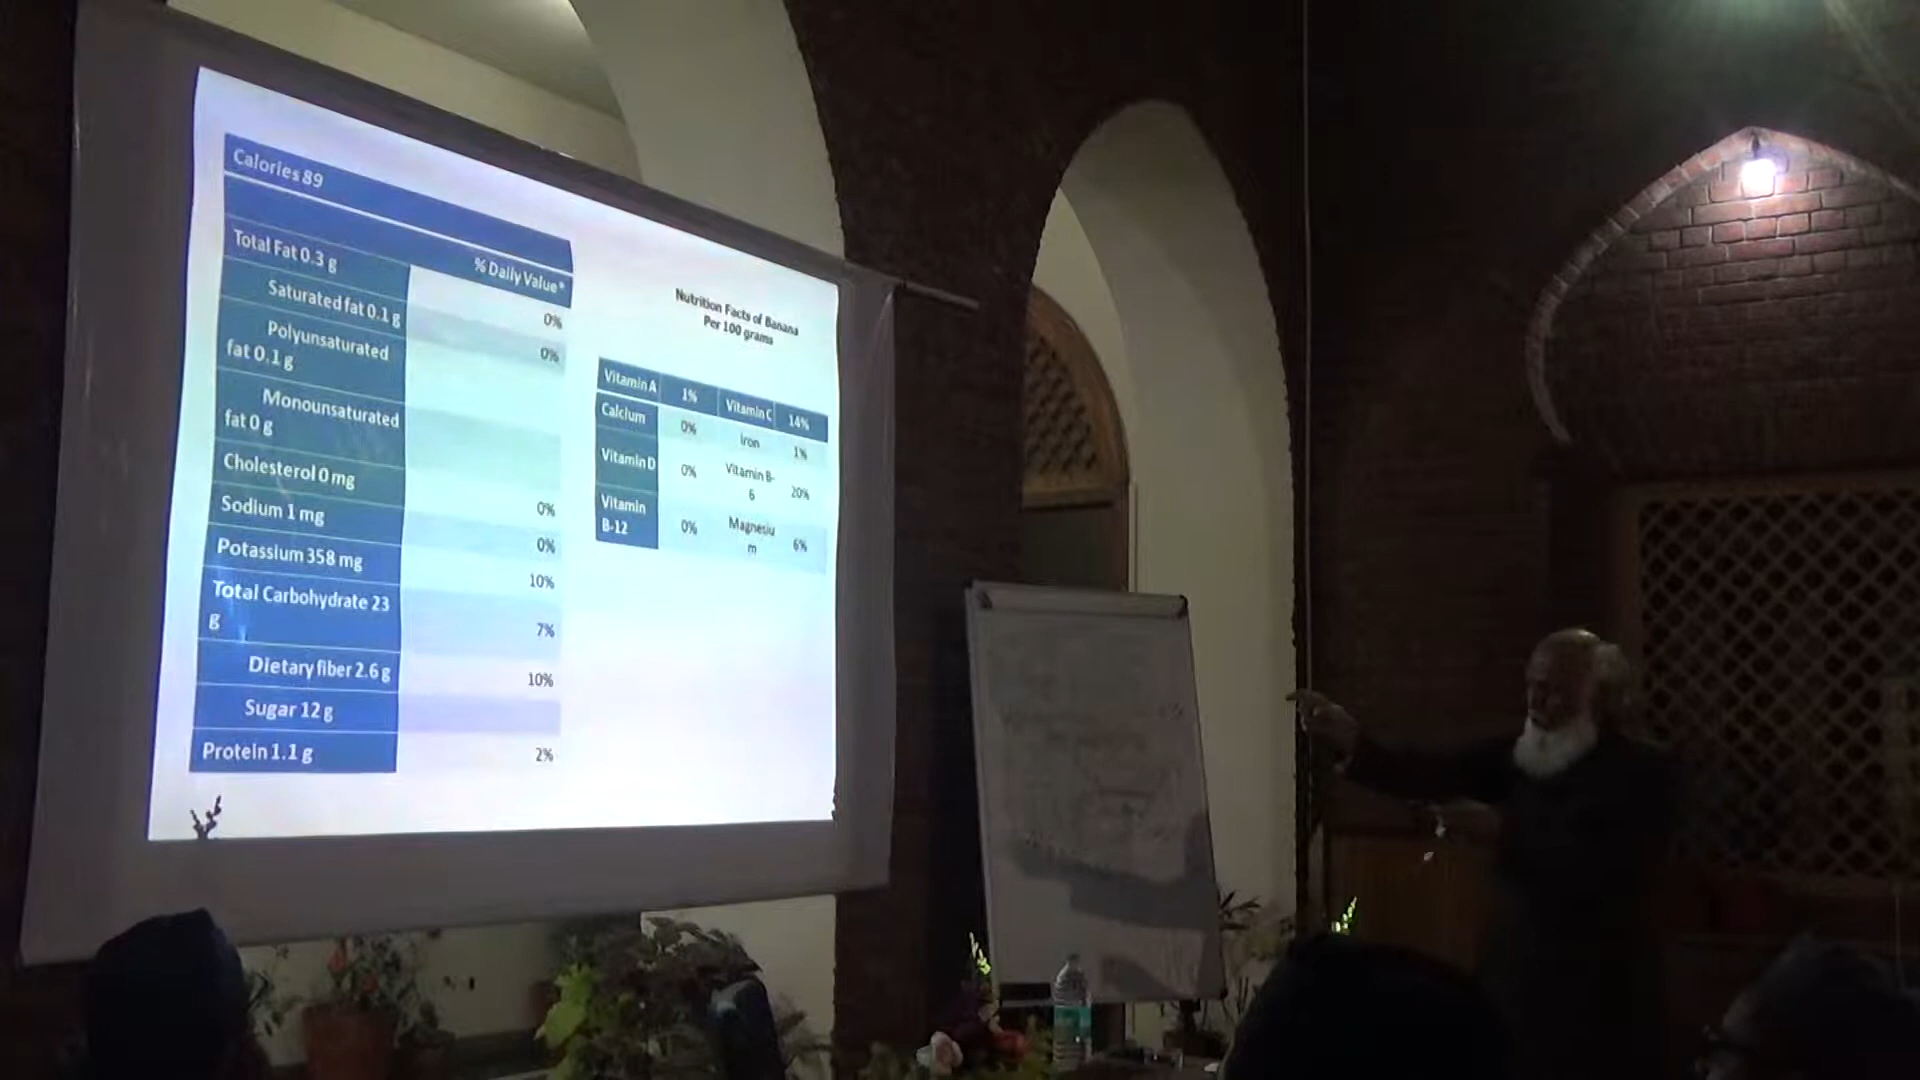 Calories 89
% Daily Value*
Total Fat 0.3 g
0%
Saturated fat 0.1 g
0%
Polyunsaturated
fat 0.1 g
Monounsaturated
fat 0 g
Cholesterol 0 mg
0%
Sodium 1 mg
0%
Potassium 358 mg
10%
Total Carbohydrate 23
g
7%
Dietary fiber 2.6 g
10%
Sugar 12 g
Protein 1.1 g
2%
Nutrition Facts of Banana
Per 100 grams
Vitamin A 1% Vitamin C 14%
Calcium 0% Iron 1%
Vitamin D 0% Vitamin B-
6 20%
Vitamin
B-12 0% Magnesiu
m 6%